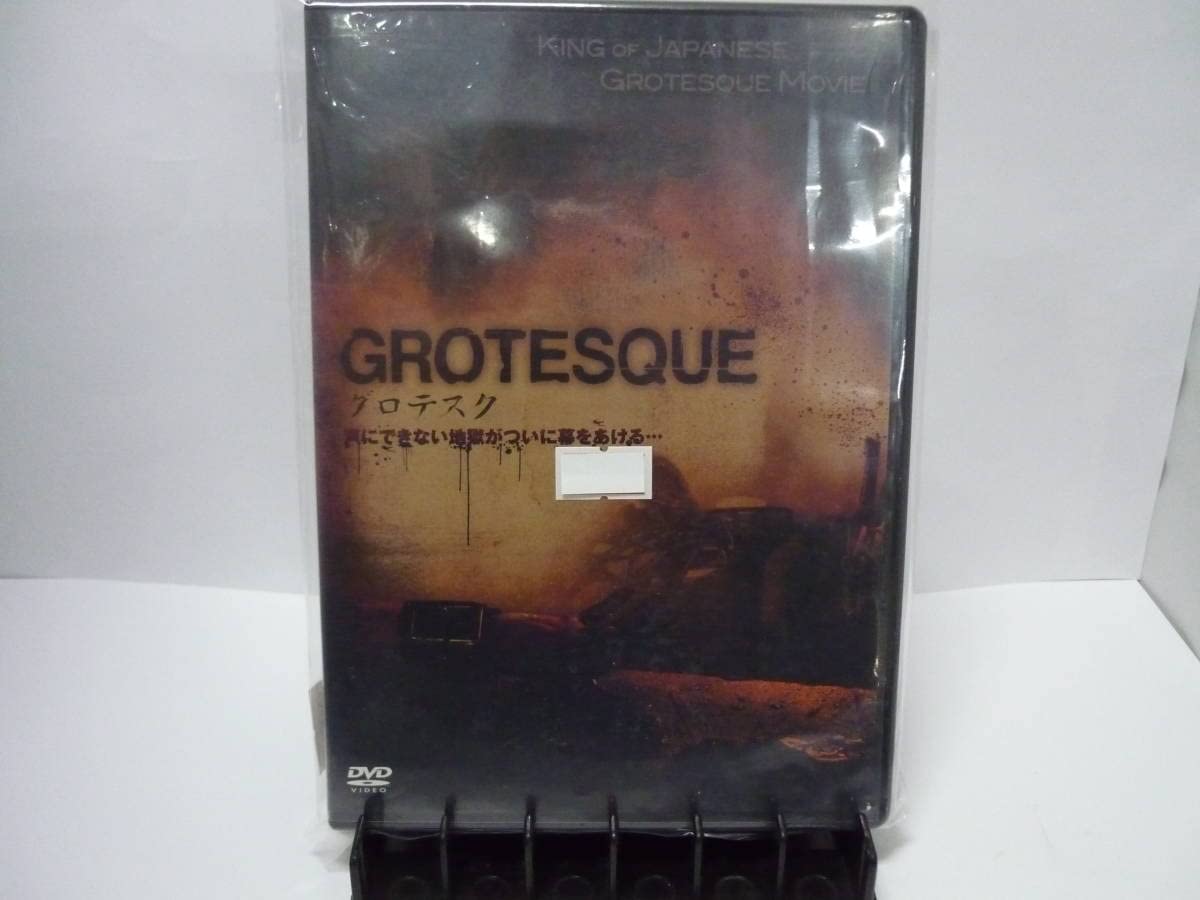 KING OF JAPANESE
GROTESQUE MOVIE
GROTESQUE
グロテスク
声にできない地獄がついに幕をあける…
DVD
VIDEO